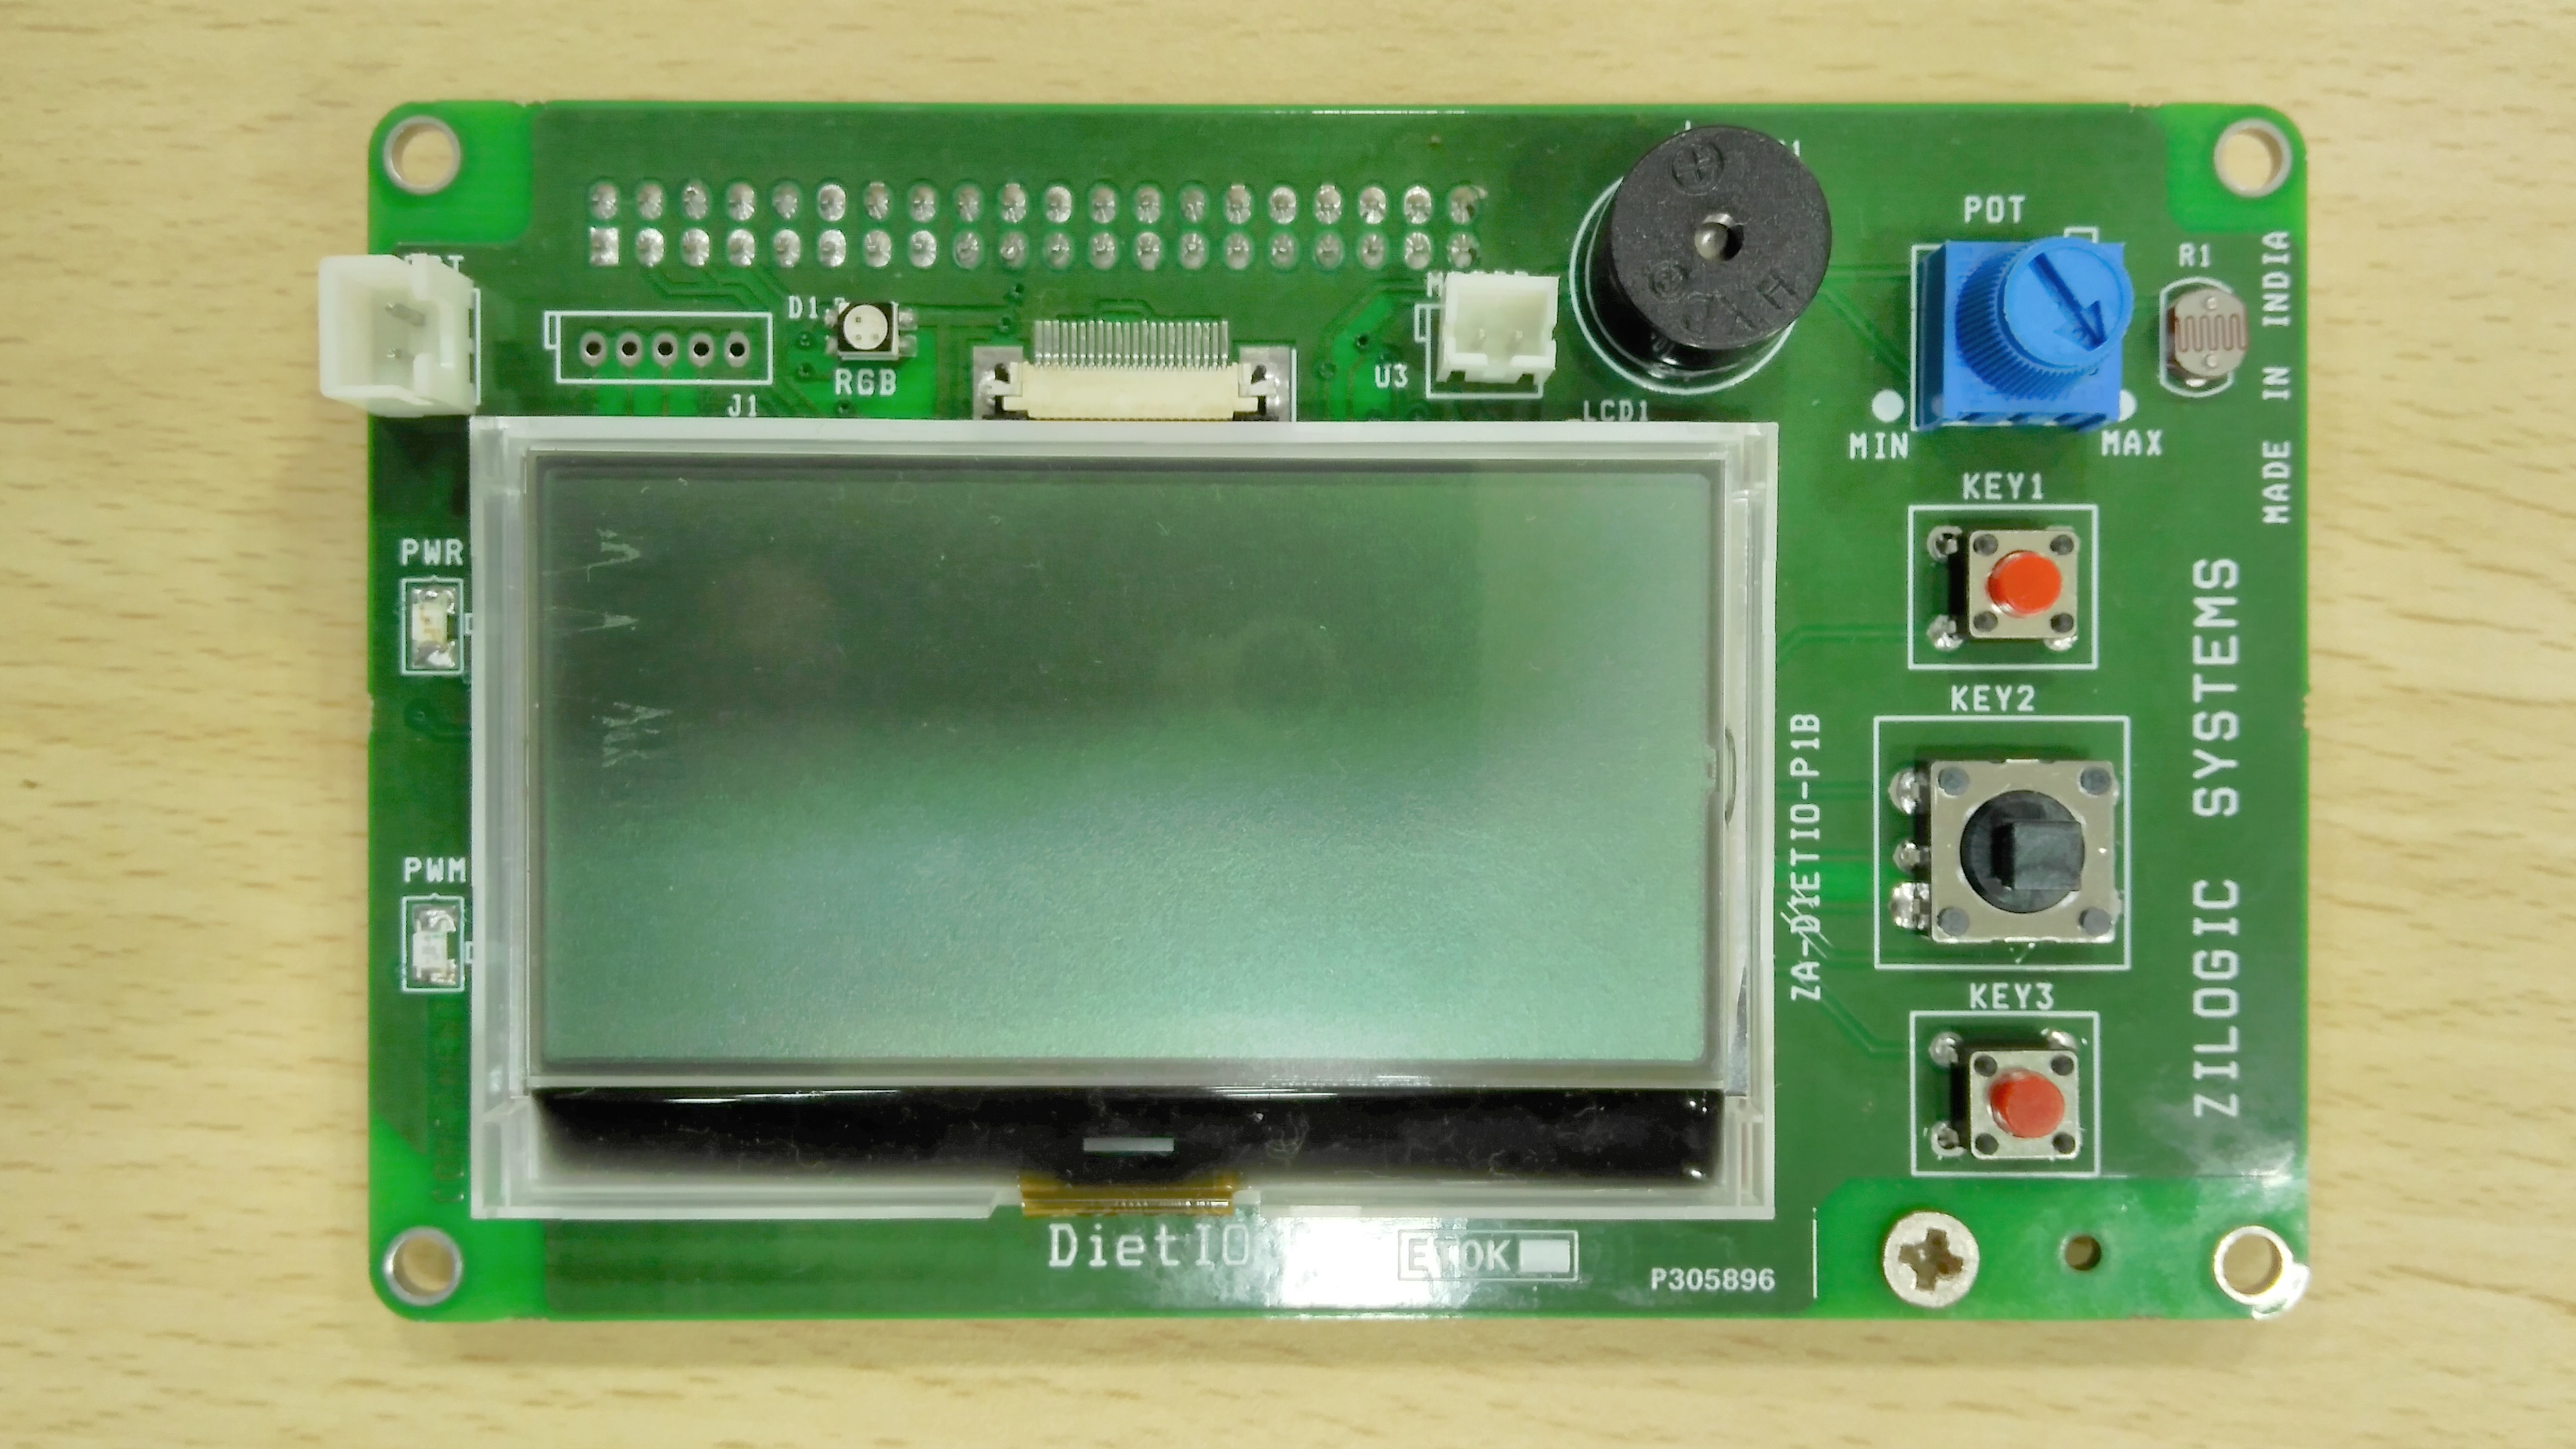 POT
R1
D1
RGB
J1
U3
LCD1
MIN
MAX
MADE IN INDIA
KEY1
PWR
KEY2
ZA-DIETIO-P1B
ZILOGIC SYSTEMS
PWM
KEY3
DietIO
P305896